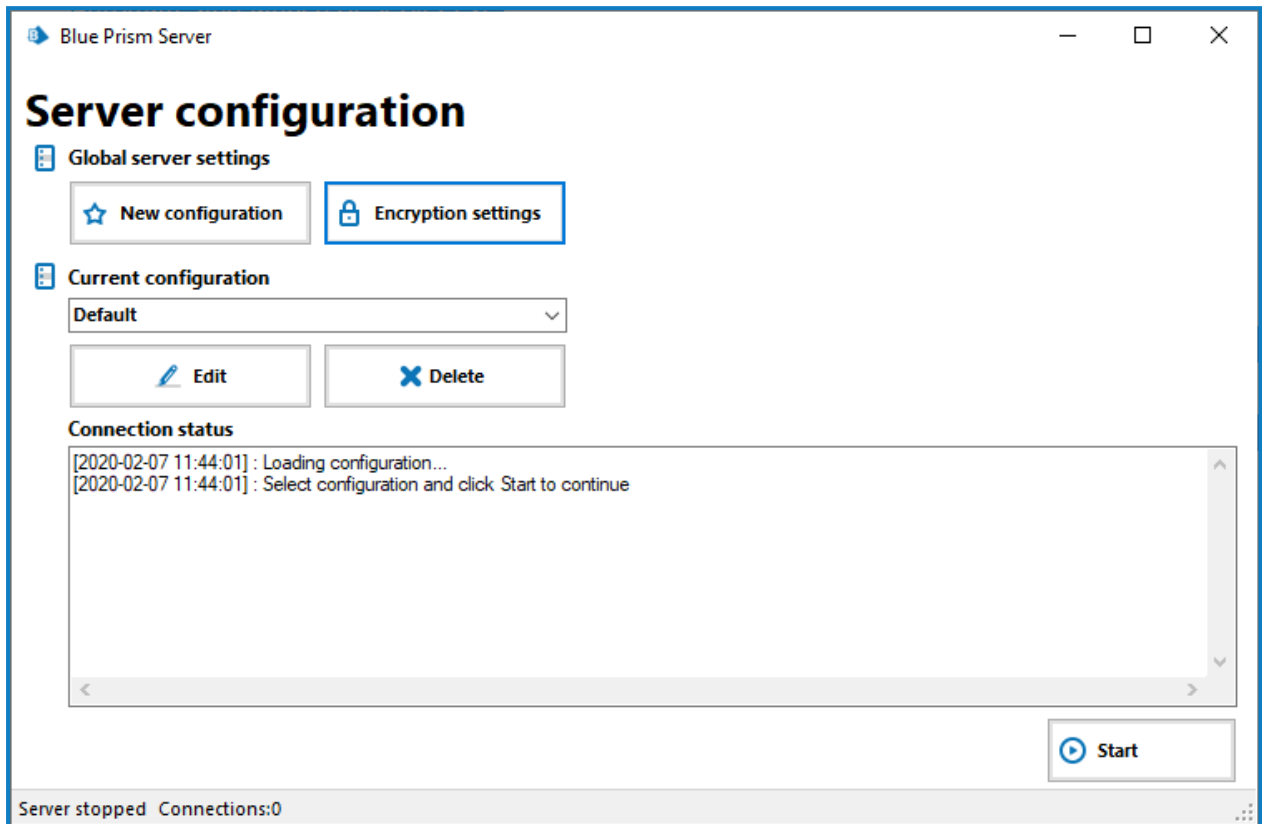 Blue Prism Server
Server configuration
Global server settings
New configuration
Encryption settings
Current configuration
Default
Edit
Delete
Connection status
[2020-02-07 11:44:01] : Loading configuration...
[2020-02-07 11:44:01] : Select configuration and click Start to continue
Start
Server stopped Connections:0